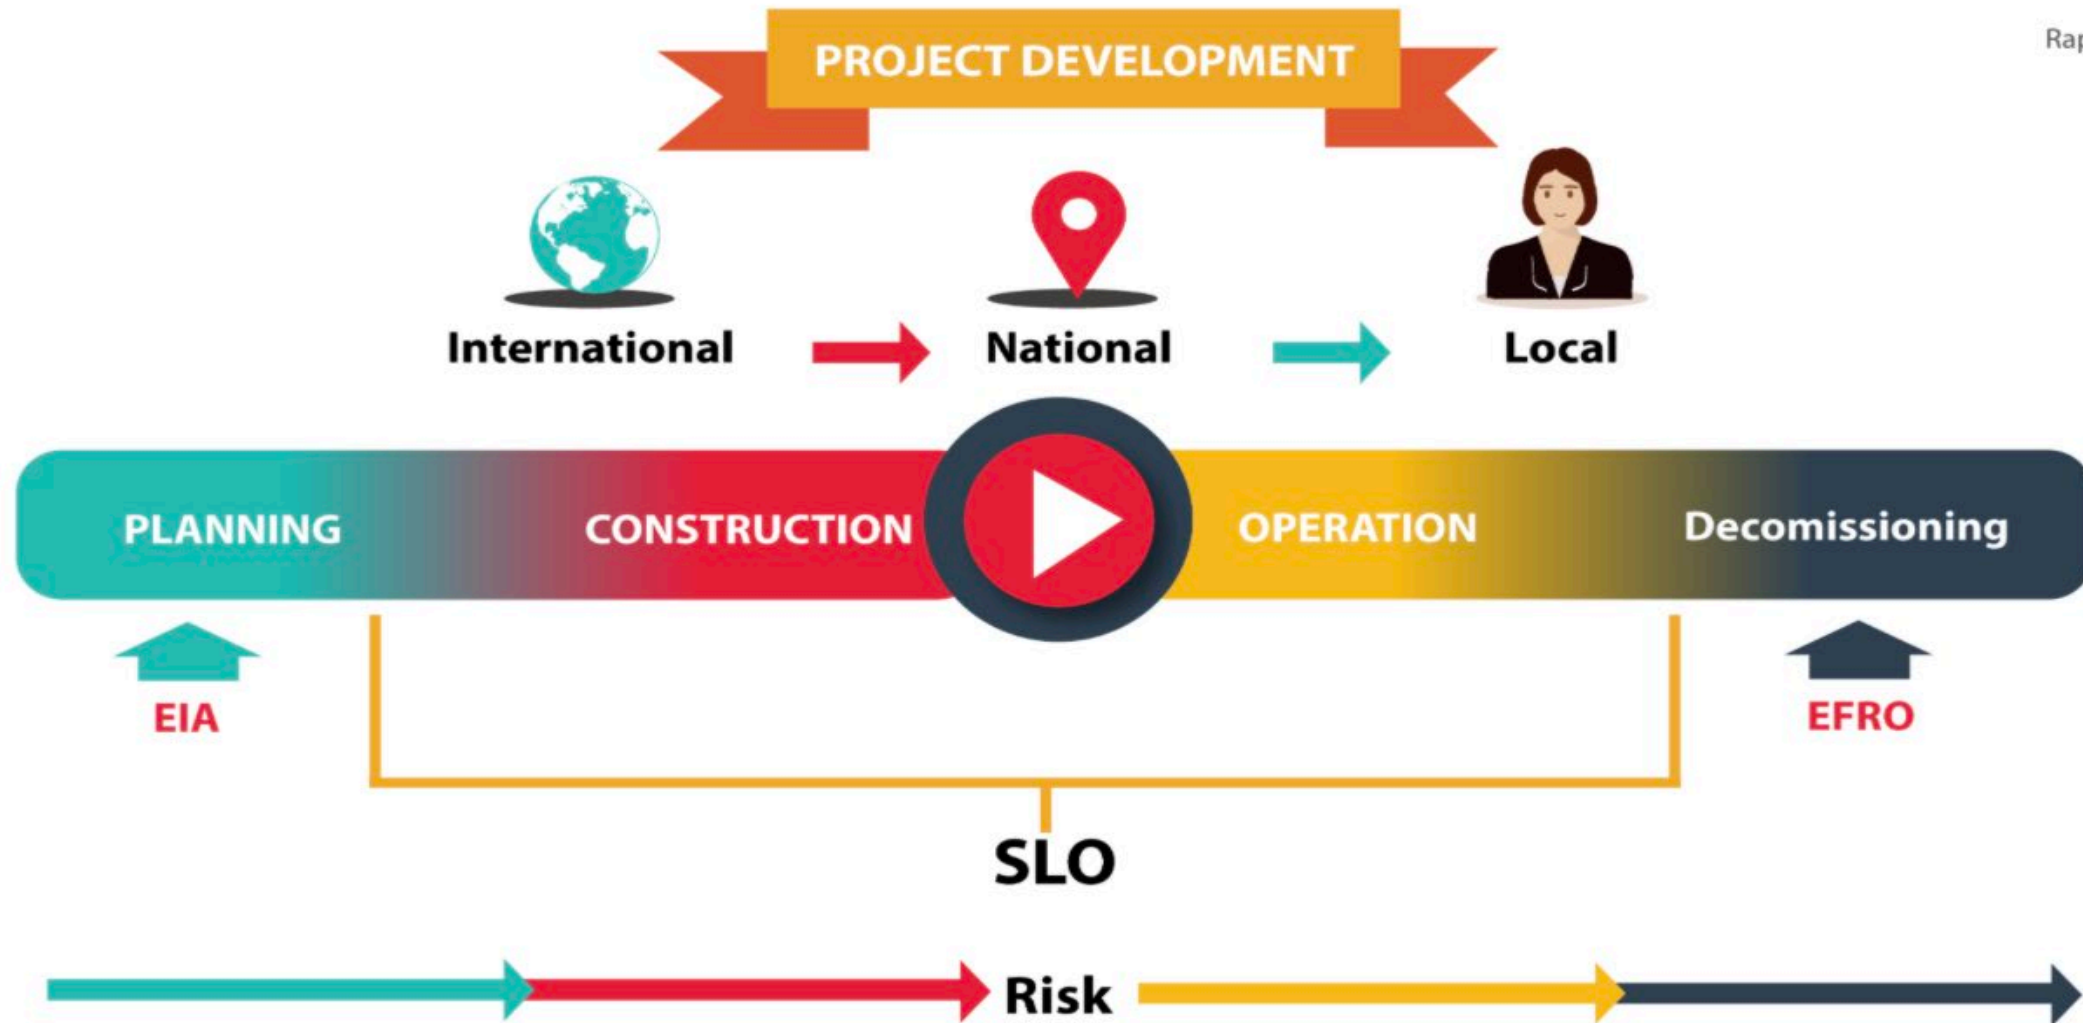 PROJECT DEVELOPMENT
International
National
Local
PLANNING
CONSTRUCTION
OPERATION
Decomissioning
EIA
EFRO
SLO
Risk